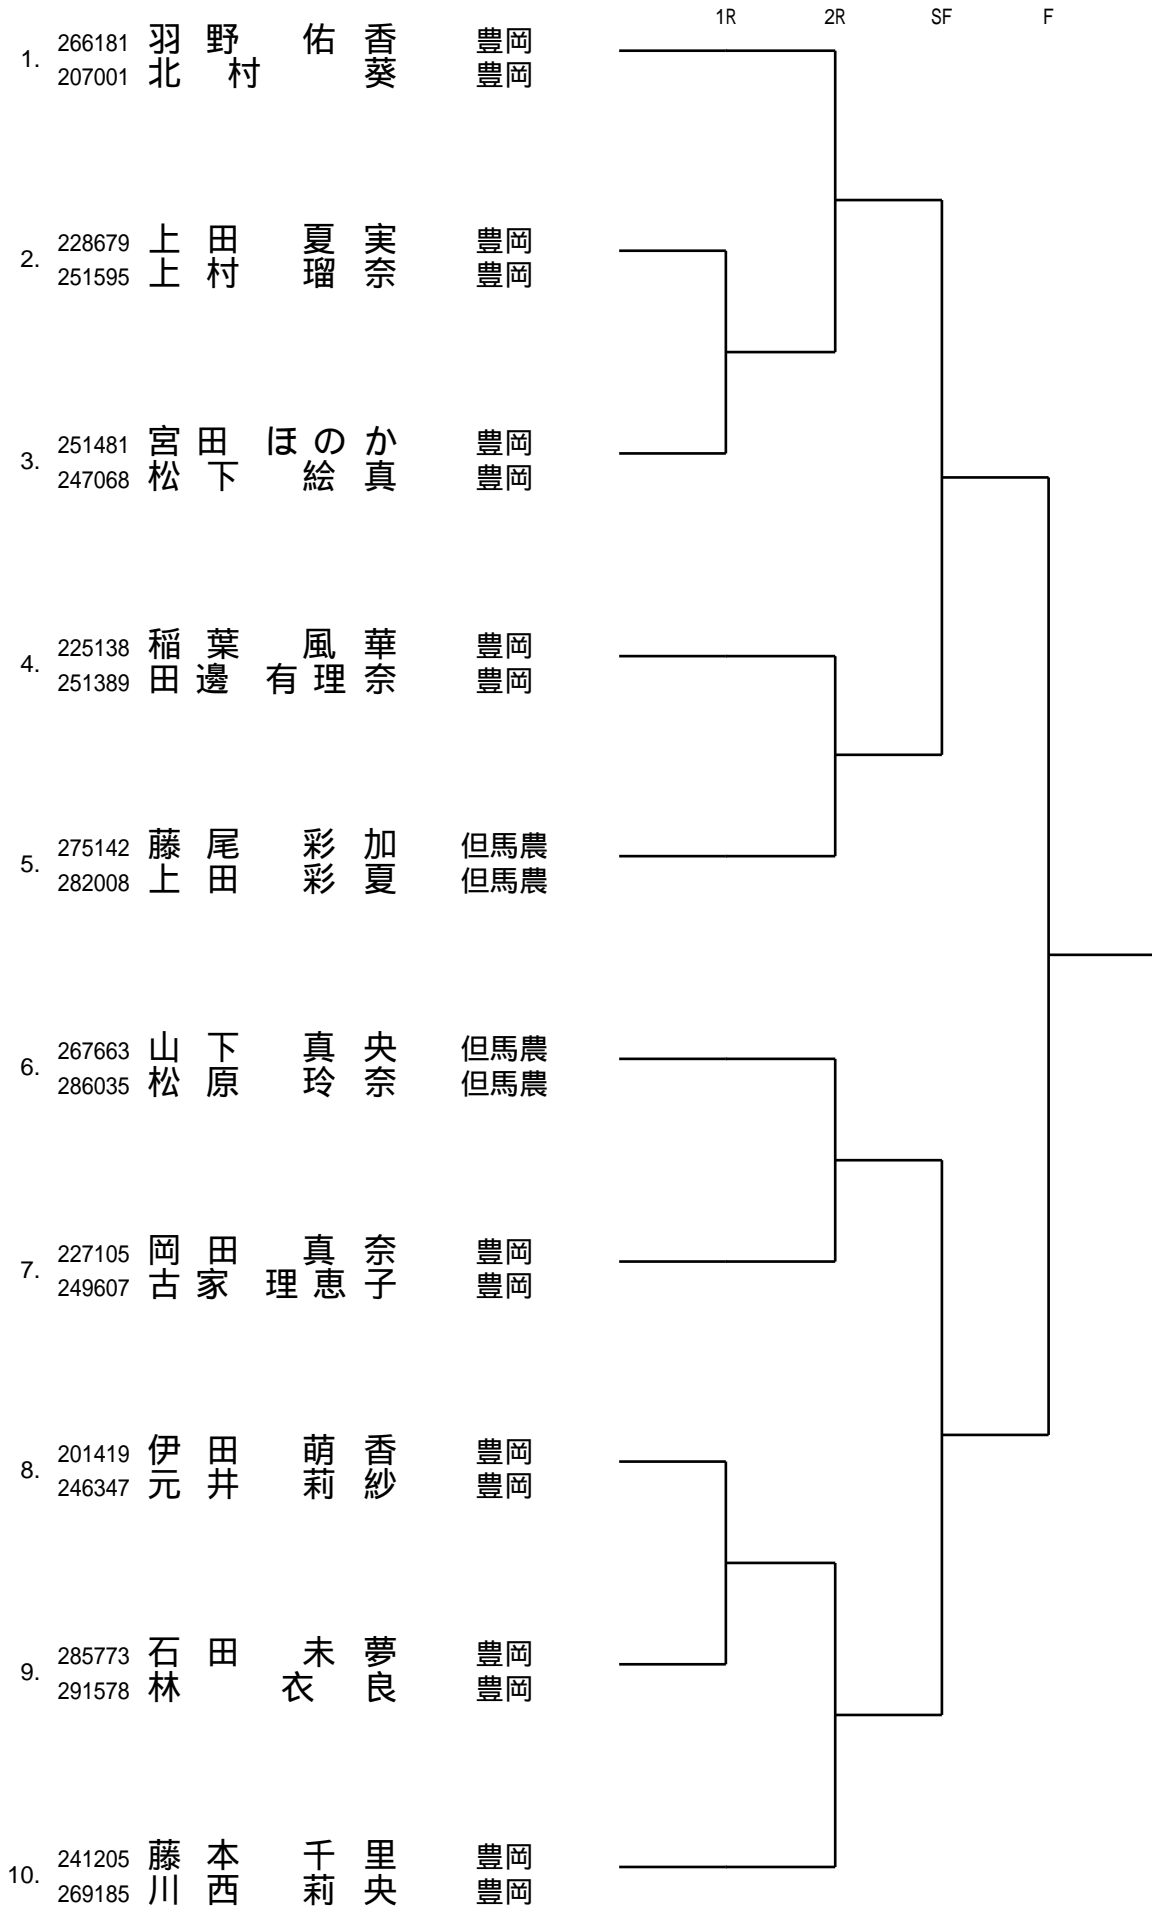 1R 2R SF F
1. 266181 羽野 佑香 豊岡
207001 北村 葵 豊岡
2. 228679 上田 夏実 豊岡
251595 上村 瑠奈 豊岡
3. 251481 宮田 ほのか 豊岡
247068 松下 絵真 豊岡
4. 225138 稲葉 風華 豊岡
251389 田邊 有理奈 豊岡
5. 275142 藤尾 彩加 但馬農
282008 上田 彩夏 但馬農
6. 267663 山下 真央 但馬農
286035 松原 玲奈 但馬農
7. 227105 岡田 真奈 豊岡
249607 古家 理恵子 豊岡
8. 201419 伊田 萌香 豊岡
246347 元井 莉紗 豊岡
9. 285773 石田 未夢 豊岡
291578 林 衣良 豊岡
10. 241205 藤本 千里 豊岡
269185 川西 莉央 豊岡